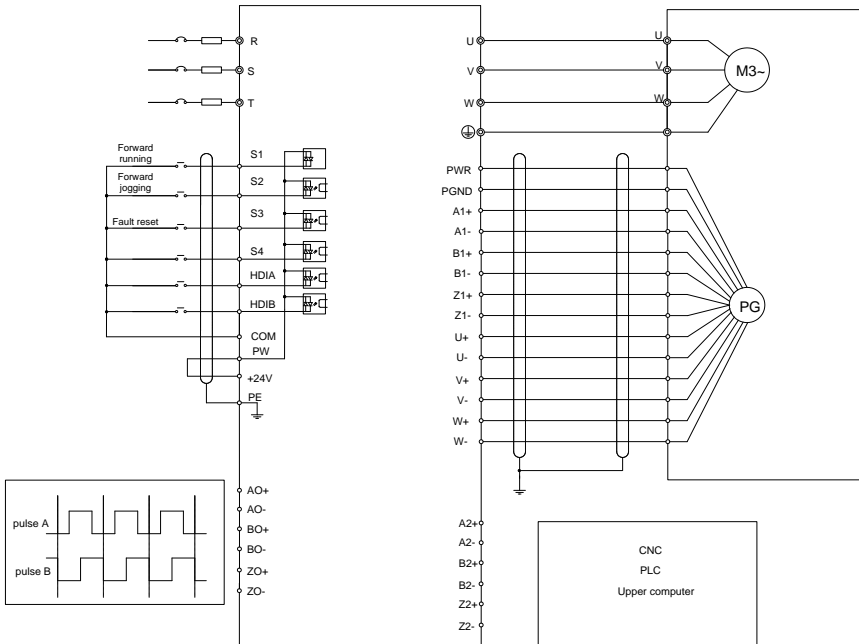 R
S
T
U
V
W
U
V
W
M3~
Forward
running
Forward
jogging
Fault reset
S1
S2
S3
S4
HDIA
HDIB
COM
PW
+24V
PE
PWR
PGND
A1+
A1-
B1+
B1-
Z1+
Z1-
U+
U-
V+
V-
W+
W-
PG
pulse A
pulse B
AO+
AO-
BO+
BO-
ZO+
ZO-
A2+
A2-
B2+
B2-
Z2+
Z2-
CNC
PLC
Upper computer